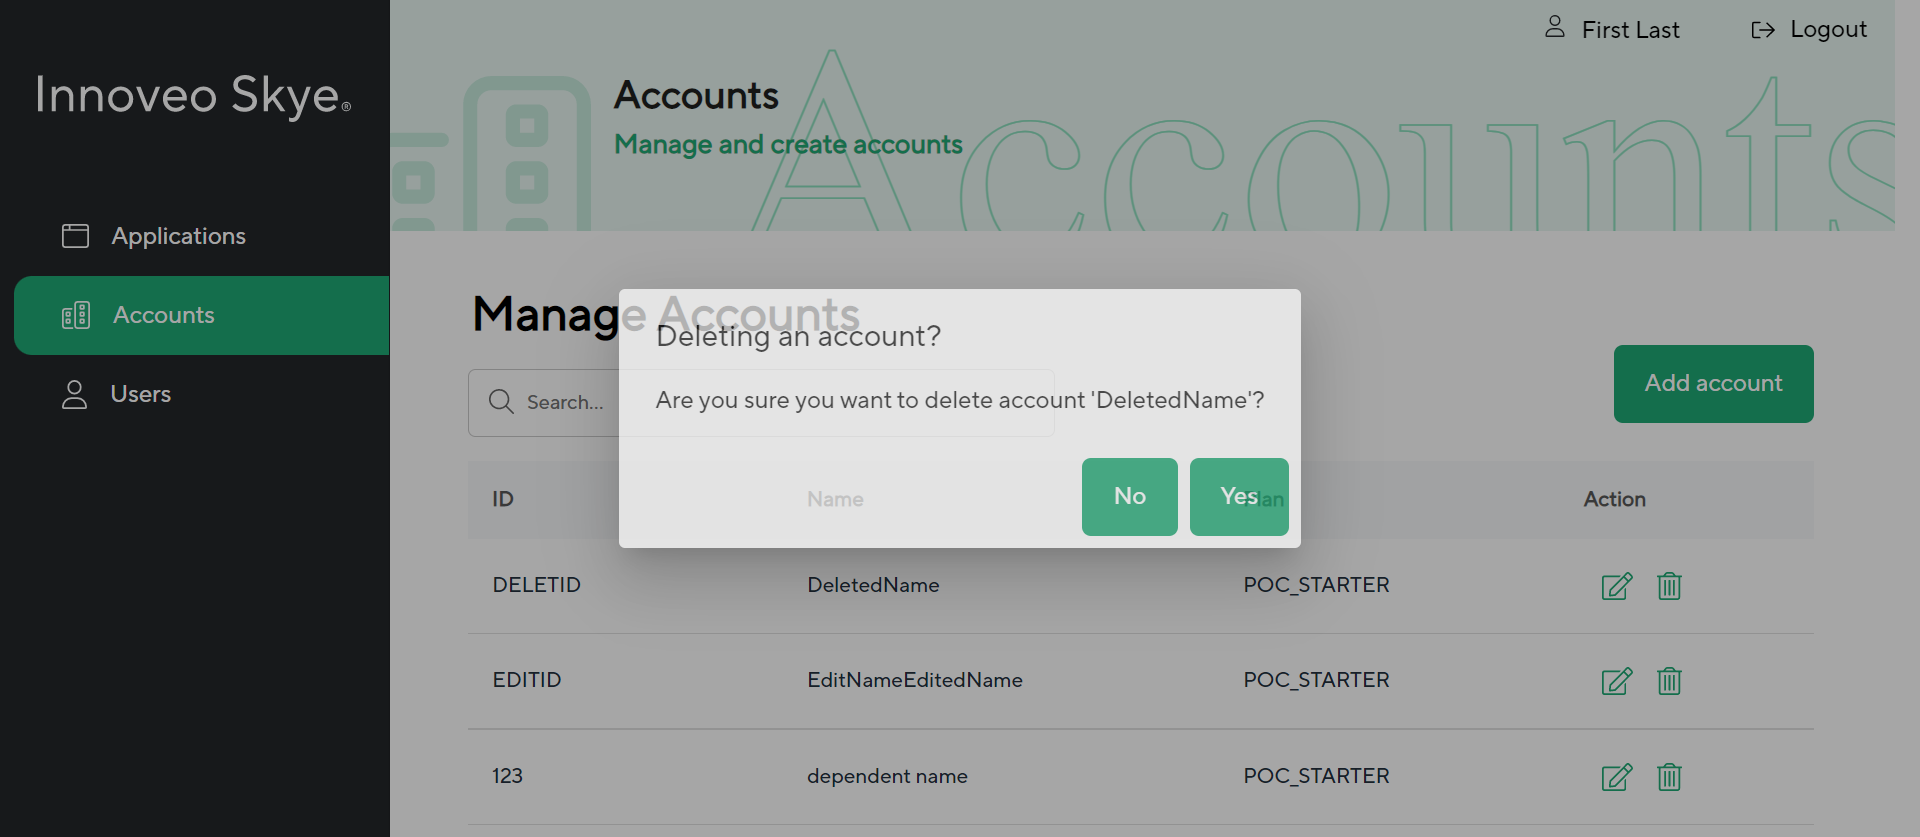 Innoveo Skye®
Applications
Accounts
Users
First Last
Logout
Accounts
Accounts
Manage and create accounts
Manage Accounts
Search...
Add account
Deleting an account?
Are you sure you want to delete account 'DeletedName'?
No
Yes
ID
Name
Plan
Action
DELETID
DeletedName
POC_STARTER
EDITID
EditNameEditedName
POC_STARTER
123
dependent name
POC_STARTER